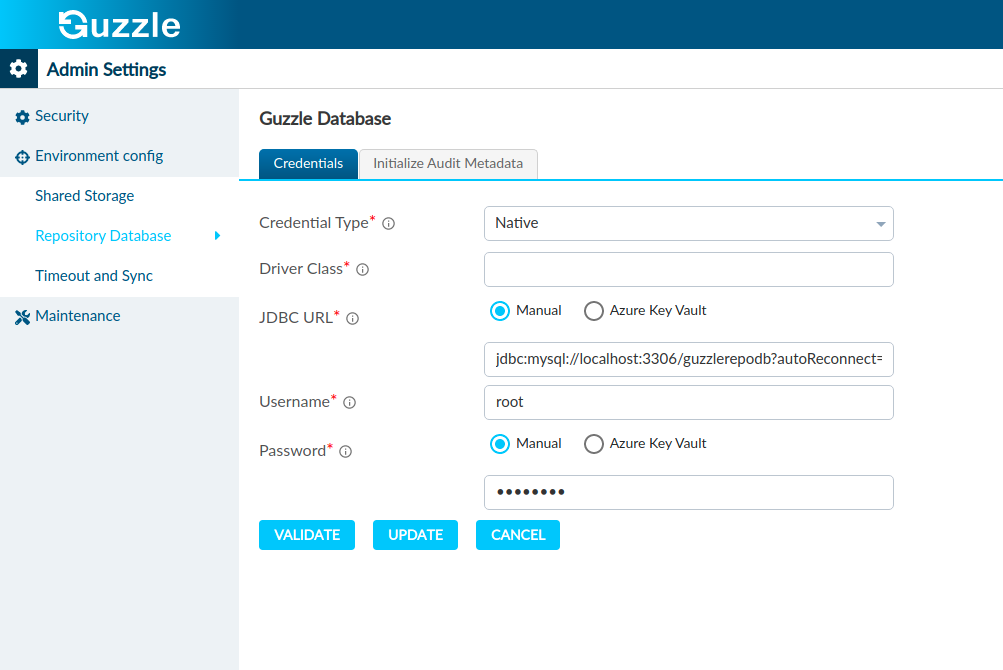 Guzzle
Admin Settings
Security
Environment config
Shared Storage
Repository Database
Timeout and Sync
Maintenance
Guzzle Database
Credentials Initialize Audit Metadata
Credential Type* Native
Driver Class*
JDBC URL* Manual Azure Key Vault
jdbc:mysql://localhost:3306/guzzlerepodb?autoReconnect=
Username* root
Password* Manual Azure Key Vault
••••••••
VALIDATE UPDATE CANCEL